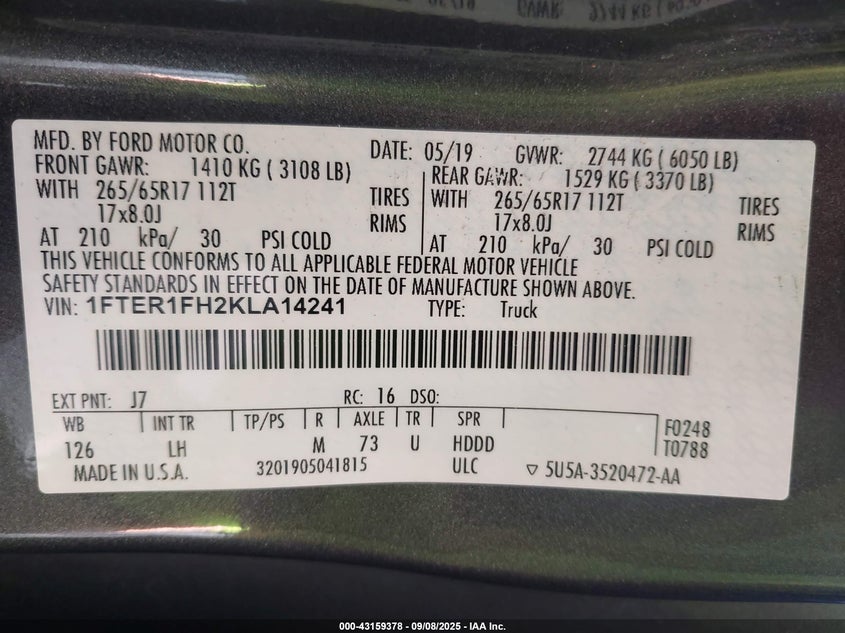 MFD. BY FORD MOTOR CO. DATE: 05/19 GVWR: 2744 KG ( 6050 LB)
FRONT GAWR: 1410 KG ( 3108 LB) REAR GAWR: 1529 KG ( 3370 LB)
WITH 265/65R17 112T TIRES WITH 265/65R17 112T TIRES
17x8.0J RIMS 17x8.0J RIMS
AT 210 kPa/ 30 PSI COLD AT 210 kPa/ 30 PSI COLD
THIS VEHICLE CONFORMS TO ALL APPLICABLE FEDERAL MOTOR VEHICLE
SAFETY STANDARDS IN EFFECT ON THE DATE OF MANUFACTURE SHOWN ABOVE.
VIN: 1FTER1FH2KLA14241 TYPE: Truck
EXT PNT: J7 RC: 16 DSO:
WB INT TR TP/PS R AXLE TR SPR F0248
126 LH M 73 U HDDD T0788
MADE IN U.S.A. 3201905041815 ULC ▽ 5U5A-3520472-AA
000-43159378 - 09/08/2025 - IAA Inc.